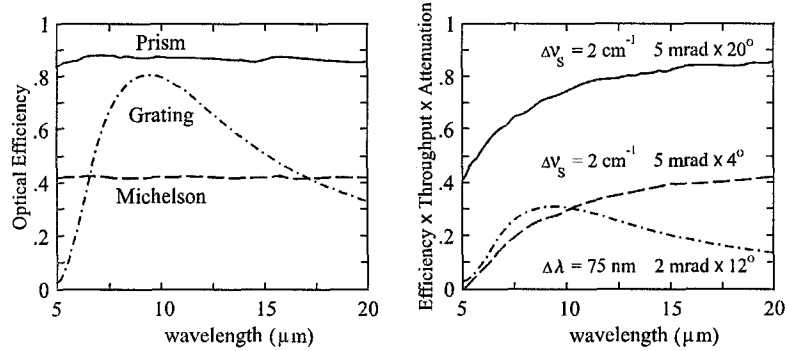 Optical Efficiency
1
.8
.6
.4
.2
0
Prism
Grating
Michelson
5
10
15
20
wavelength (µm)
Efficiency x Throughput x Attenuation
1
.8
.6
.4
.2
0
Δν_S = 2 cm⁻¹ 5 mrad x 20°
Δν_S = 2 cm⁻¹ 5 mrad x 4°
Δλ = 75 nm 2 mrad x 12°
5
10
15
20
wavelength (µm)